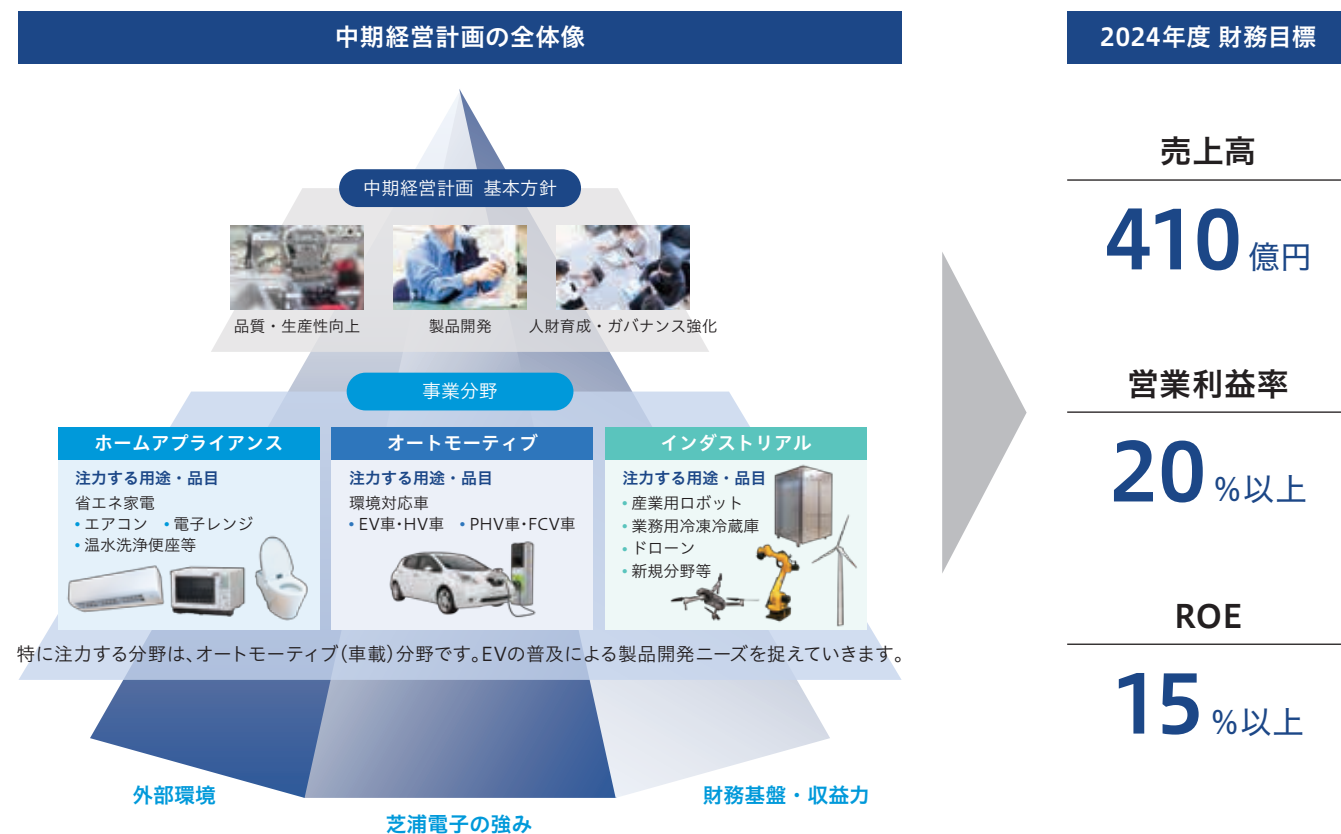 中期経営計画の全体像
中期経営計画 基本方針
品質・生産性向上
製品開発
人財育成・ガバナンス強化
事業分野
ホームアプライアンス
注力する用途・品目
省エネ家電
•エアコン •電子レンジ
•温水洗浄便座等
オートモーティブ
注力する用途・品目
環境対応車
•EV車・HV車 •PHV車・FCV車
インダストリアル
注力する用途・品目
•産業用ロボット
•業務用冷凍冷蔵庫
•ドローン
•新規分野等
特に注力する分野は、オートモーティブ(車載)分野です。EVの普及による製品開発ニーズを捉えていきます。
外部環境
芝浦電子の強み
財務基盤・収益力
2024年度 財務目標
売上高
410億円
営業利益率
20%以上
ROE
15%以上